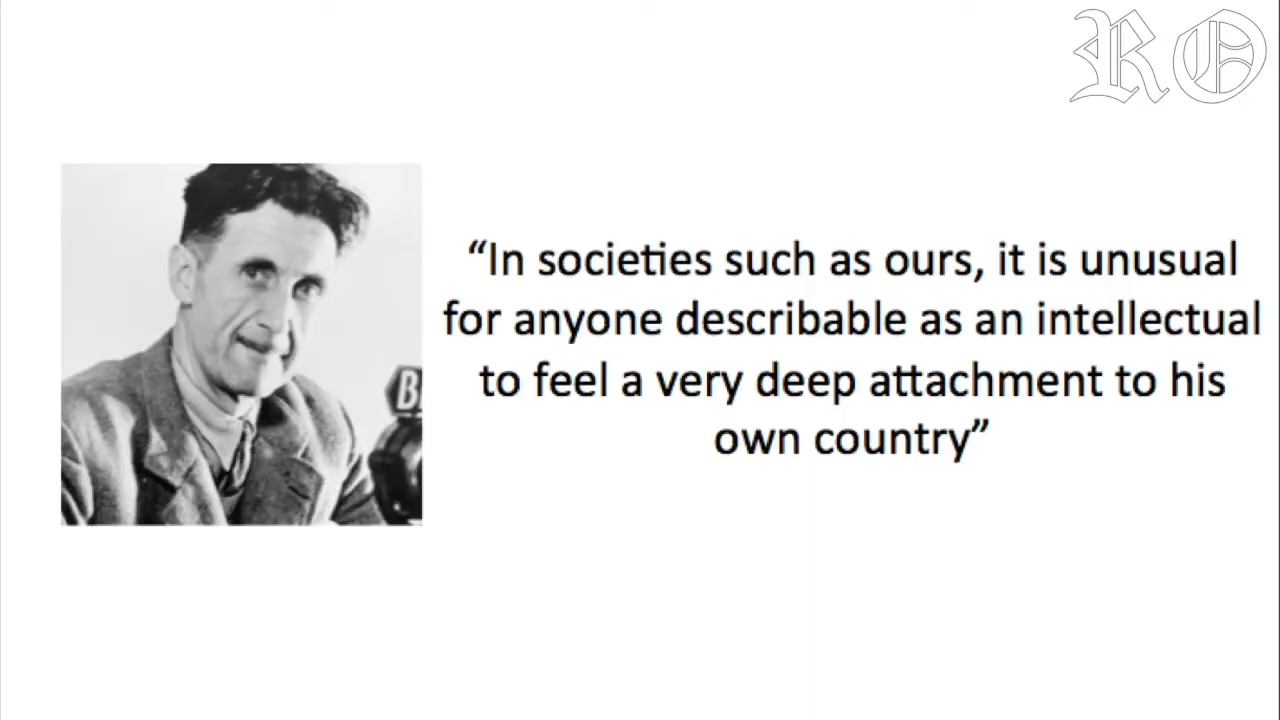 RO
“In societies such as ours, it is unusual
for anyone describable as an intellectual
to feel a very deep attachment to his
own country”
B